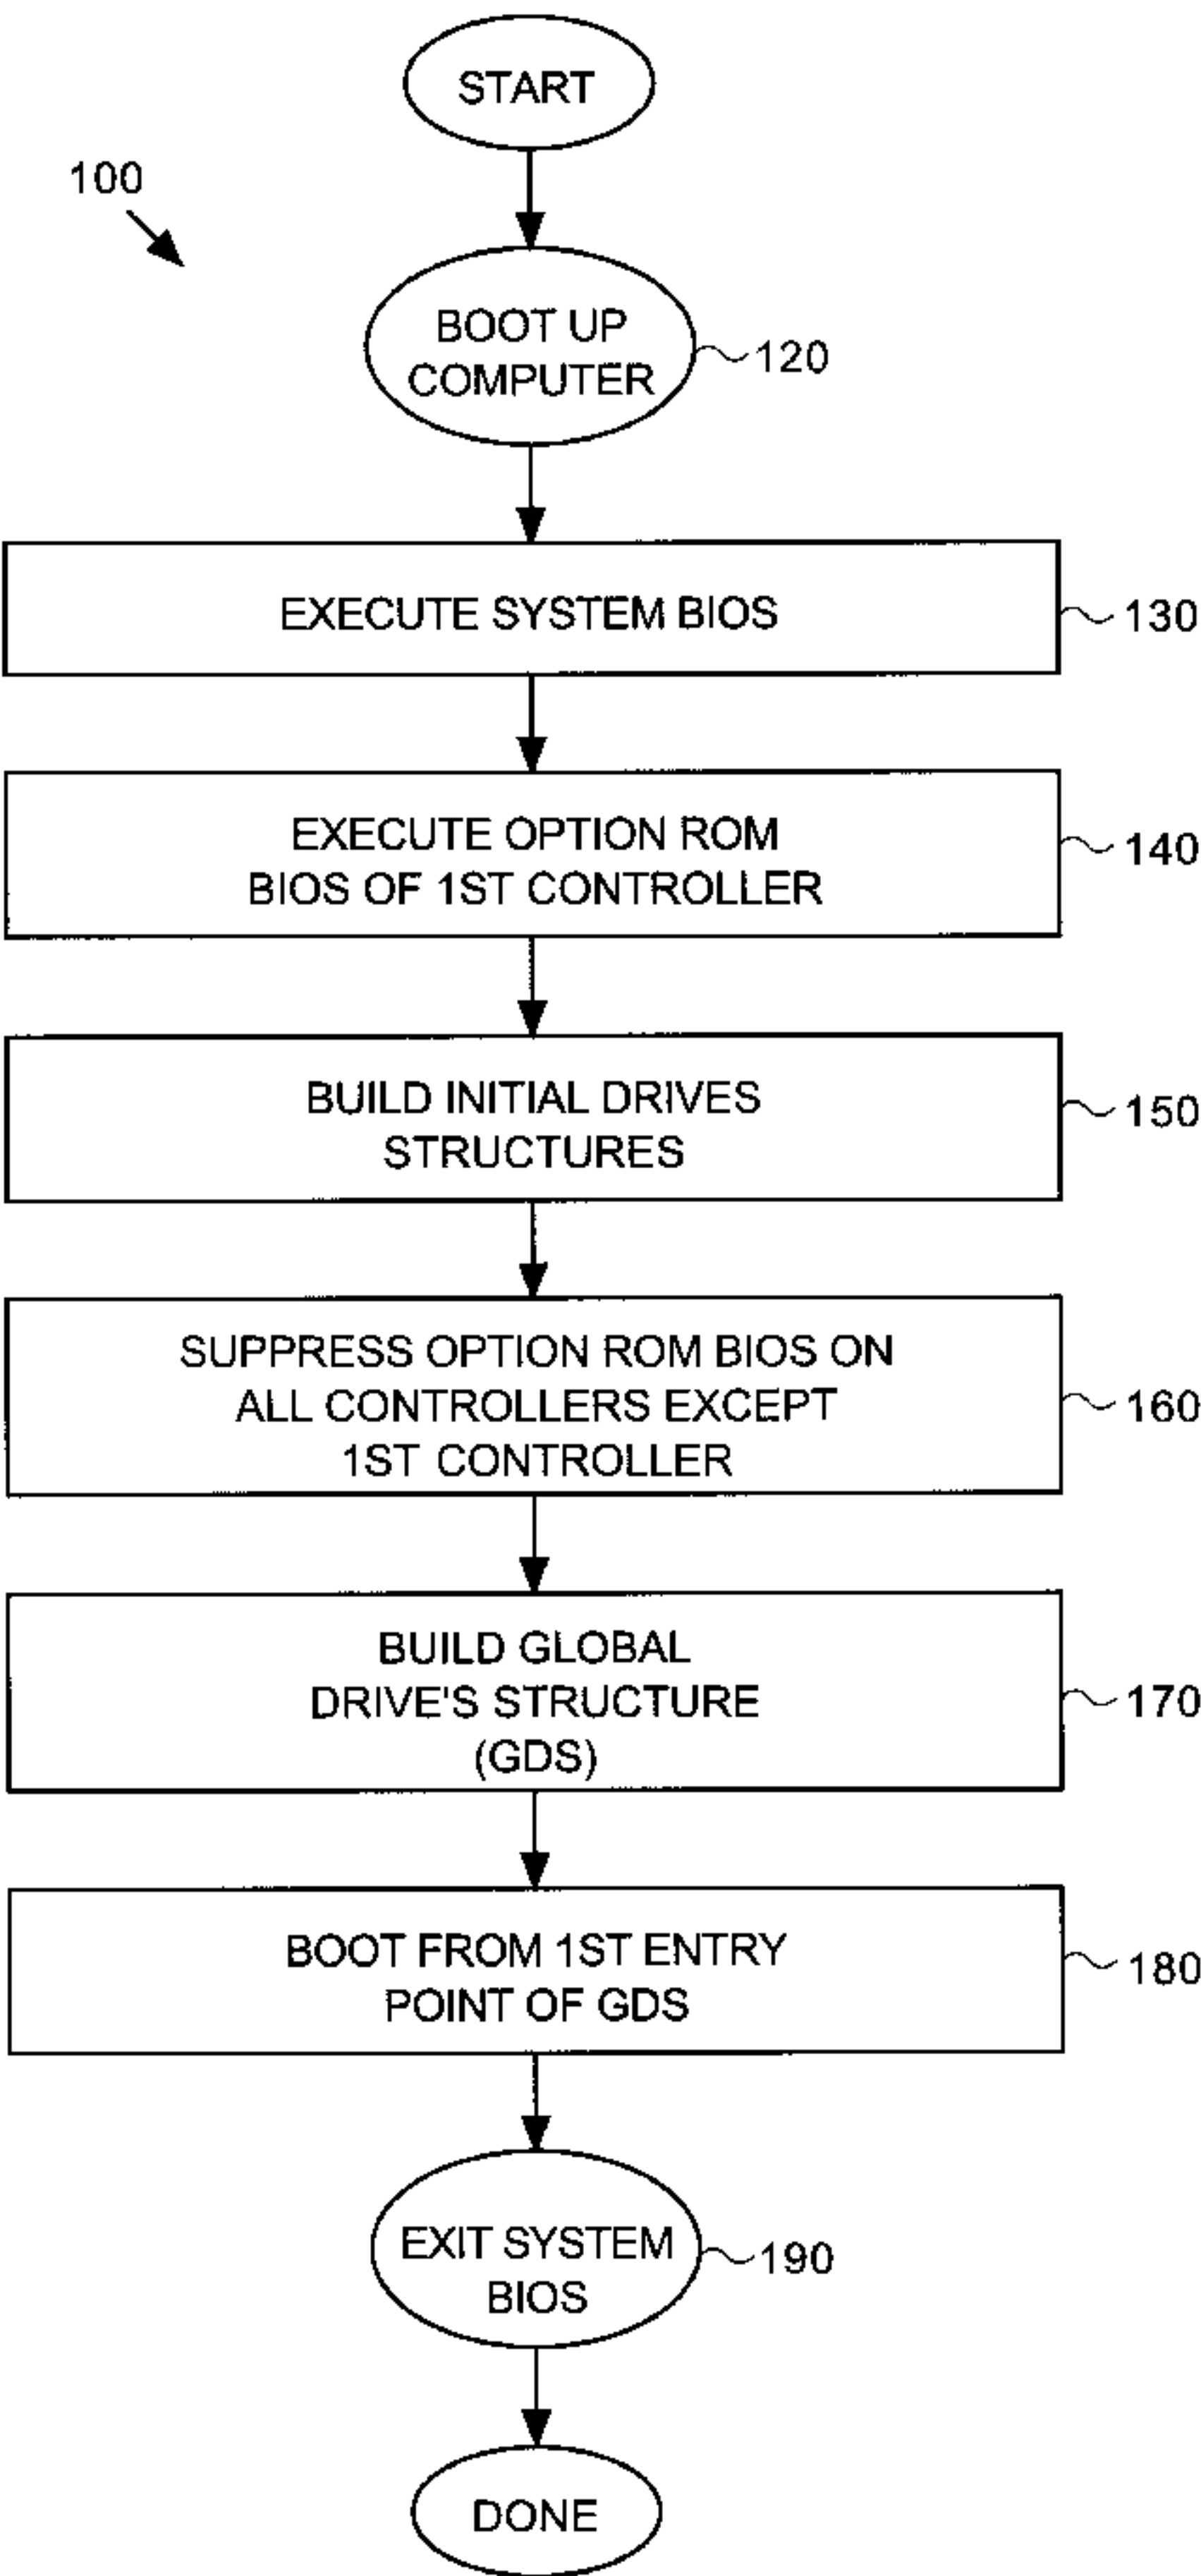 START
100
BOOT UP
COMPUTER
120
EXECUTE SYSTEM BIOS
130
EXECUTE OPTION ROM
BIOS OF 1ST CONTROLLER
140
BUILD INITIAL DRIVES
STRUCTURES
150
SUPPRESS OPTION ROM BIOS ON
ALL CONTROLLERS EXCEPT
1ST CONTROLLER
160
BUILD GLOBAL
DRIVE'S STRUCTURE
(GDS)
170
BOOT FROM 1ST ENTRY
POINT OF GDS
180
EXIT SYSTEM
BIOS
190
DONE